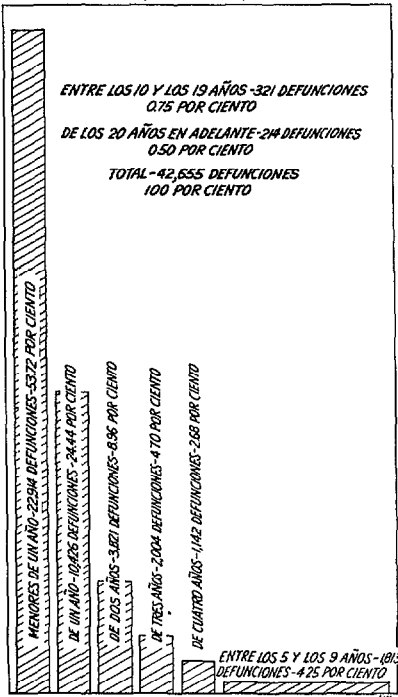 ENTRE LOS 10 Y LOS 19 AÑOS-321 DEFUNCIONES
0.75 POR CIENTO
DE LOS 20 AÑOS EN ADELANTE-214 DEFUNCIONES
0.50 POR CIENTO
TOTAL-42,655 DEFUNCIONES
100 POR CIENTO
MENORES DE UN AÑO-22,914 DEFUNCIONES-53.72 POR CIENTO
DE UN AÑO-10,426 DEFUNCIONES-24.44 POR CIENTO
DE DOS AÑOS-3,821 DEFUNCIONES-8.96 POR CIENTO
DE TRES AÑOS-2,004 DEFUNCIONES-4.70 POR CIENTO
DE CUATRO AÑOS-1,142 DEFUNCIONES-2.68 POR CIENTO
ENTRE LOS 5 Y LOS 9 AÑOS-1,813
DEFUNCIONES-4.25 POR CIENTO